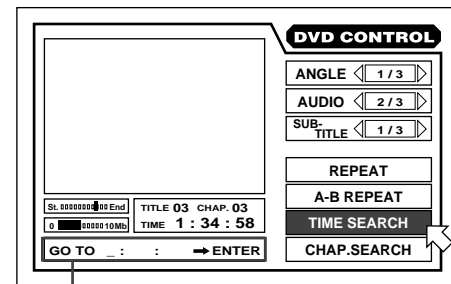 DVD CONTROL
ANGLE 1 / 3
AUDIO 2 / 3
SUB-
TITLE 1 / 3
REPEAT
A-B REPEAT
TIME SEARCH
CHAP.SEARCH
St. End
0 10Mb
TITLE 03 CHAP. 03
TIME 1 : 34 : 58
GO TO _ : : ➡ ENTER